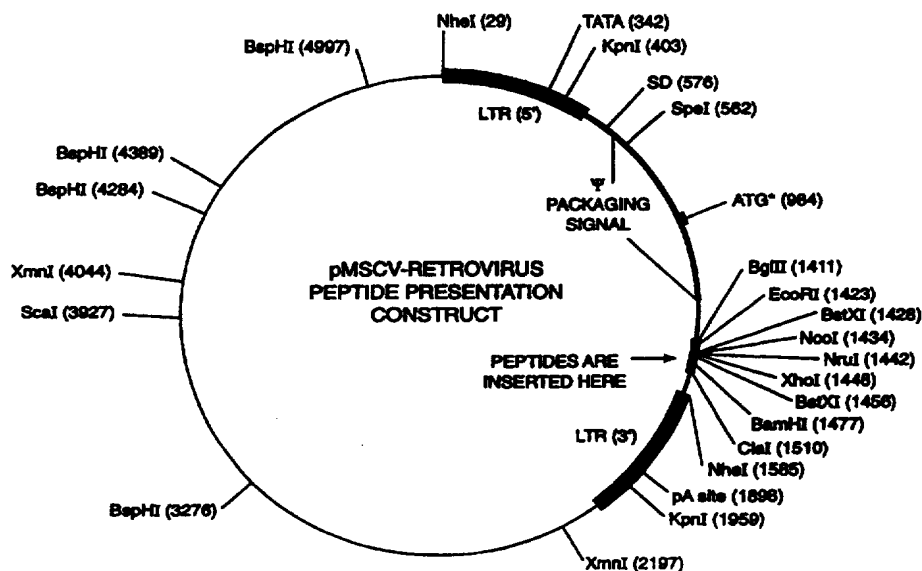 NheI (29)
TATA (342)
KpnI (403)
SD (576)
SpeI (562)
LTR (5')
Ψ
PACKAGING
SIGNAL
ATG* (984)
BglII (1411)
EcoRI (1423)
BstXI (1428)
NcoI (1434)
NruI (1442)
XhoI (1448)
BstXI (1456)
BamHI (1477)
ClaI (1510)
NheI (1585)
pA site (1898)
KpnI (1959)
LTR (3')
XmnI (2197)
BspHI (3276)
ScaI (3927)
XmnI (4044)
BspHI (4284)
BspHI (4389)
BspHI (4997)
pMSCV-RETROVIRUS
PEPTIDE PRESENTATION
CONSTRUCT
PEPTIDES ARE
INSERTED HERE